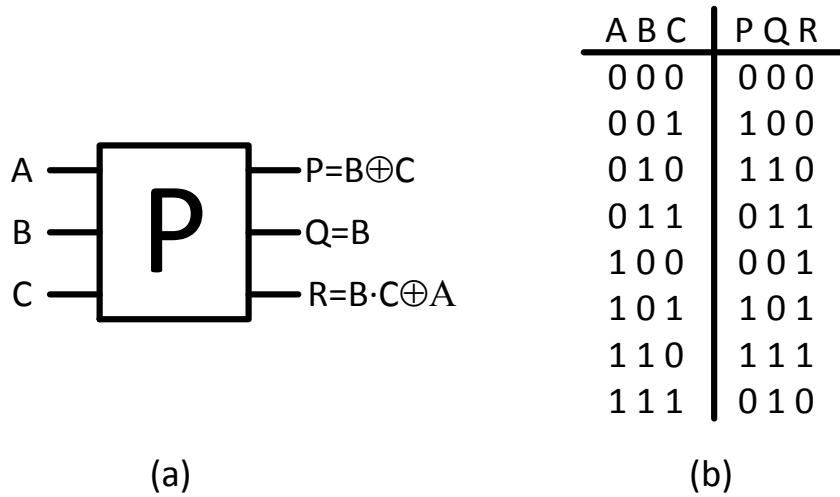 A
B
C
P
P=B⊕C
Q=B
R=B·C⊕A
(a)
A B C P Q R
0 0 0 0 0 0
0 0 1 1 0 0
0 1 0 1 1 0
0 1 1 0 1 1
1 0 0 0 0 1
1 0 1 1 0 1
1 1 0 1 1 1
1 1 1 0 1 0
(b)